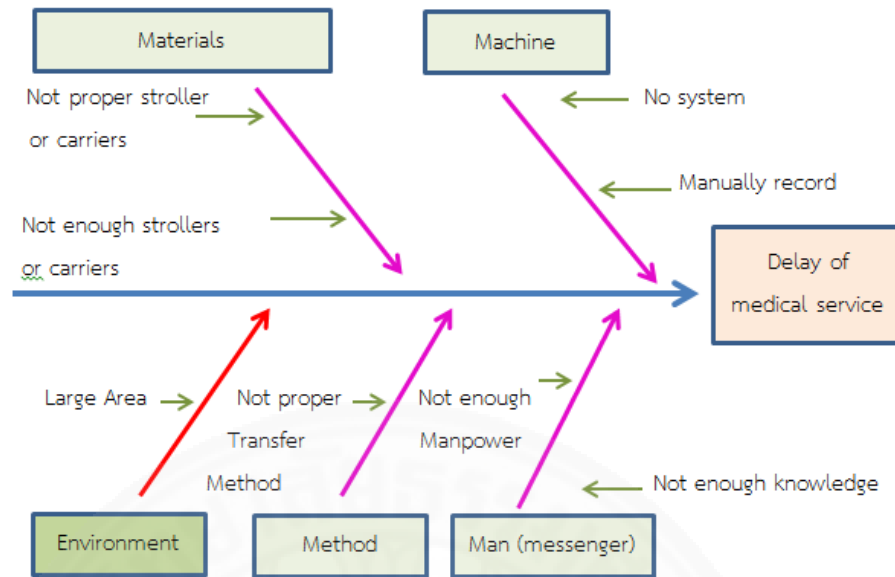 Materials
Machine
Not proper stroller
or carriers
No system
Manually record
Not enough strollers
or carriers
Delay of
medical service
Large Area
Not proper
Transfer
Method
Not enough
Manpower
Not enough knowledge
Environment
Method
Man (messenger)